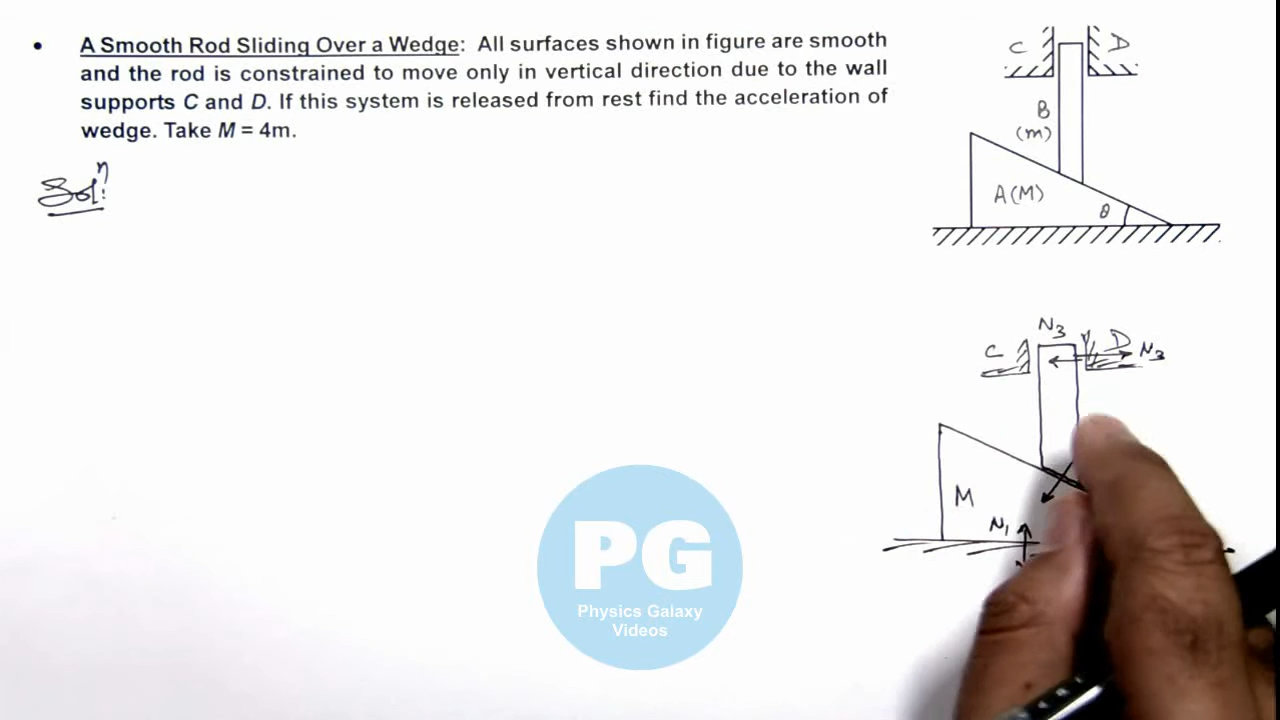 • A Smooth Rod Sliding Over a Wedge: All surfaces shown in figure are smooth
and the rod is constrained to move only in vertical direction due to the wall
supports C and D. If this system is released from rest find the acceleration of
wedge. Take M = 4m.
Solⁿ:
C D
B
(m)
A(M) θ
N₃
C D N₃
M
N₁
PG
Physics Galaxy
Videos